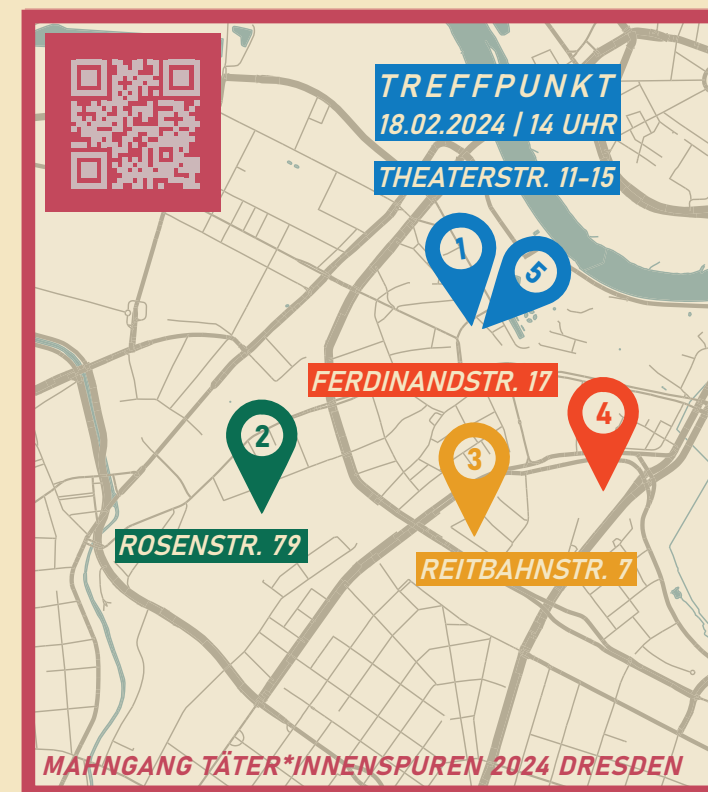 TREFFPUNKT
18.02.2024 | 14 UHR
THEATERSTR. 11-15
1
5
FERDINANDSTR. 17
4
2
3
ROSENSTR. 79
REITBAHNSTR. 7
MAHNGANG TÄTER*INNENSPUREN 2024 DRESDEN